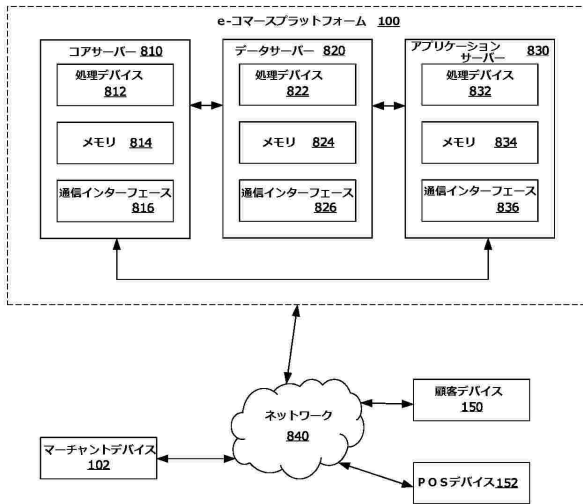 e-コマースプラットフォーム 100
コアサーバー 810
処理デバイス
812
メモリ 814
通信インターフェース
816
データサーバー 820
処理デバイス
822
メモリ 824
通信インターフェース
826
アプリケーション
サーバー 830
処理デバイス
832
メモリ 834
通信インターフェース
836
ネットワーク
840
顧客デバイス
150
マーチャントデバイス
102
POSデバイス152